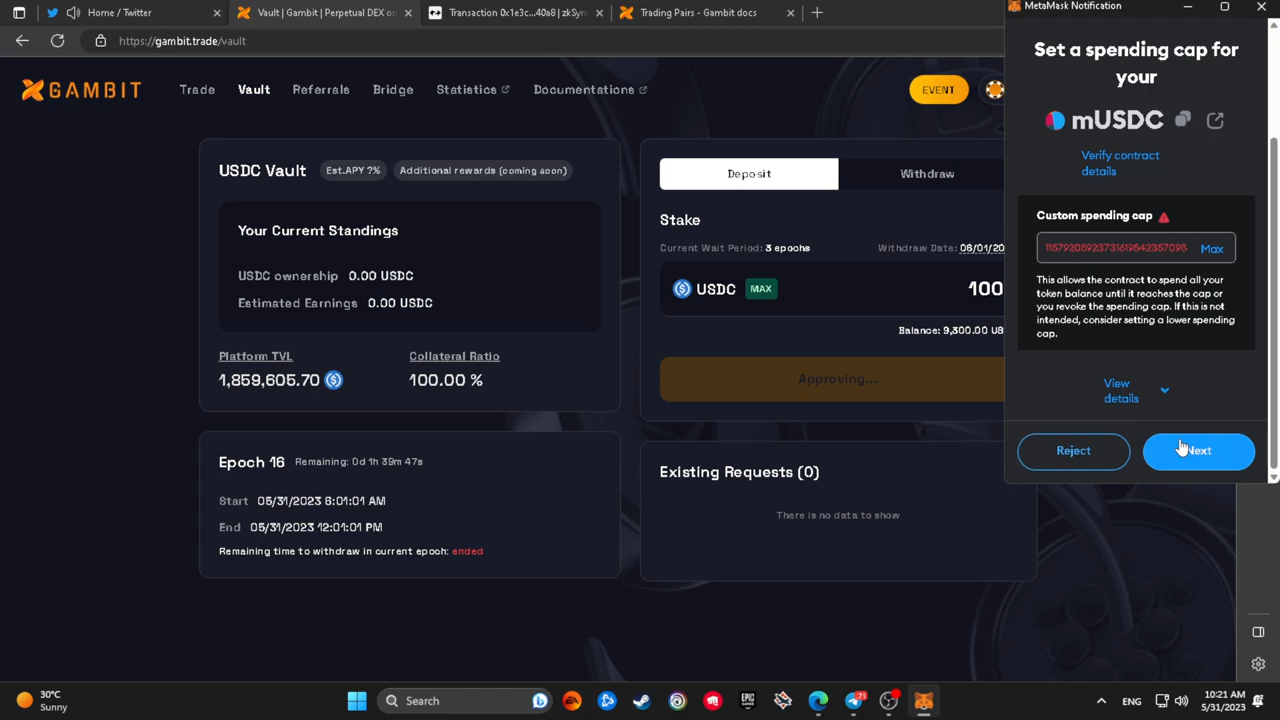 Home / Twitter
Vault | Gambit | Perpetual DEX on
Transaction 0x1e3c...40a8 | zkSyn
Trading Pairs - Gambit docs
https://gambit.trade/vault
GAMBIT
Trade
Vault
Referrals
Bridge
Statistics
Documentations
EVENT
USDC Vault
Est.APY ?%
Additional rewards (coming soon)
Your Current Standings
USDC ownership 0.00 USDC
Estimated Earnings 0.00 USDC
Platform TVL
Collateral Ratio
1,859,605.70
100.00 %
Epoch 16 Remaining: 0d 1h 39m 47s
Start 05/31/2023 6:01:01 AM
End 05/31/2023 12:01:01 PM
Remaining time to withdraw in current epoch: ended
Deposit
Withdraw
Stake
Current Wait Period: 3 epochs
Withdraw Date: 06/01/20
USDC MAX
100
Balance: 9,300.00 US
Approving...
Existing Requests (0)
There is no data to show
MetaMask Notification
Set a spending cap for
your
mUSDC
Verify contract
details
Custom spending cap
Max
This allows the contract to spend all your
token balance until it reaches the cap or
you revoke the spending cap. If this is not
intended, consider setting a lower spending
cap.
View
details
Reject
Next
30°C
Sunny
Search
71
ENG
10:21 AM
5/31/2023